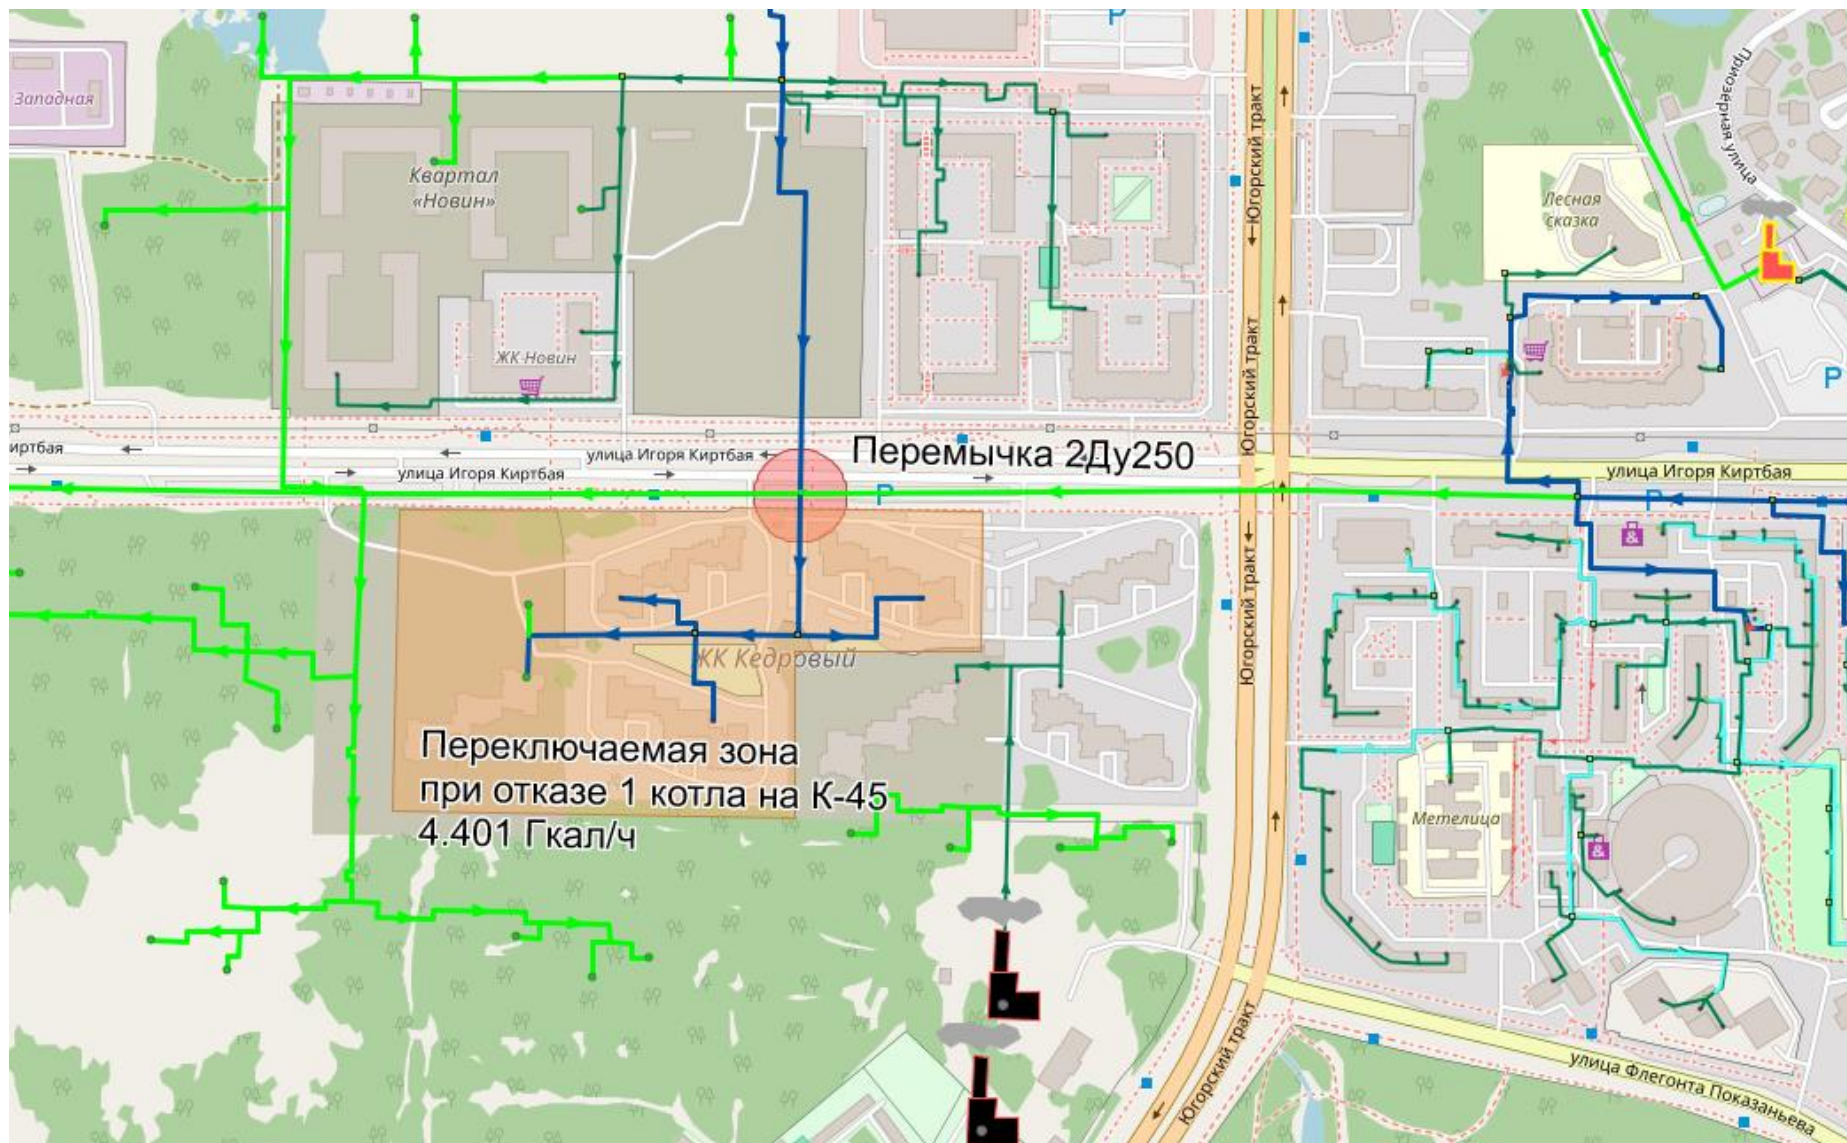 P
Западная
Квартал
«Новин»
ЖК Новин
Югорский тракт
Югорский тракт
Югорский тракт
Югорский тракт
Приозёрная улица
Лесная
сказка
P
иртбая
улица Игоря Киртбая
улица Игоря Киртбая
улица Игоря Киртбая
Перемычка 2Ду250
P
P
&
ЖК Кедровый
Переключаемая зона
при отказе 1 котла на К-45
4.401 Гкал/ч
Метелица
&
Югорский тракт
улица Флегонта Показаньева